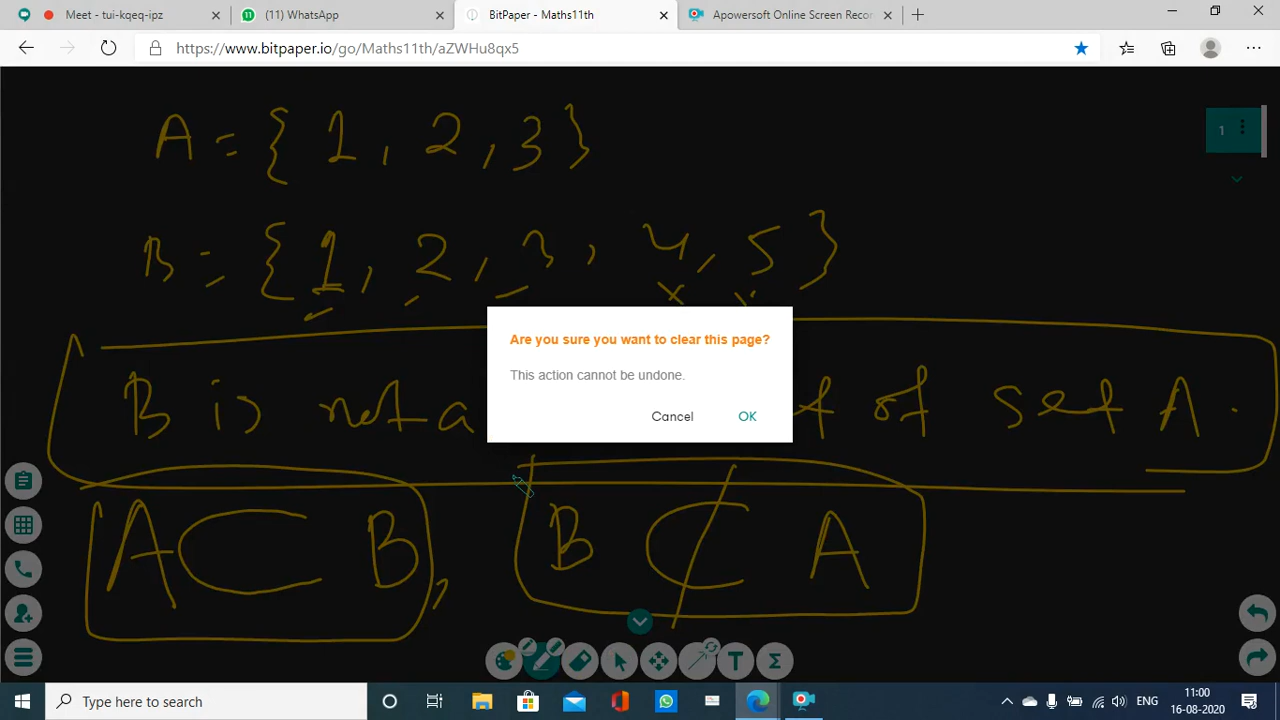 Meet - tui-kqeq-ipz
(11) WhatsApp
BitPaper - Maths11th
Apowersoft Online Screen Recor
https://www.bitpaper.io/go/Maths11th/aZWHu8qx5
A = { 1, 2, 3 }
1
B = { 1, 2, 3, 4, 5 }
Are you sure you want to clear this page?
This action cannot be undone.
Cancel OK
B is not a of set A.
A ⊂ B, B ⊄ A
T Σ
Type here to search
ENG
11:00
16-08-2020